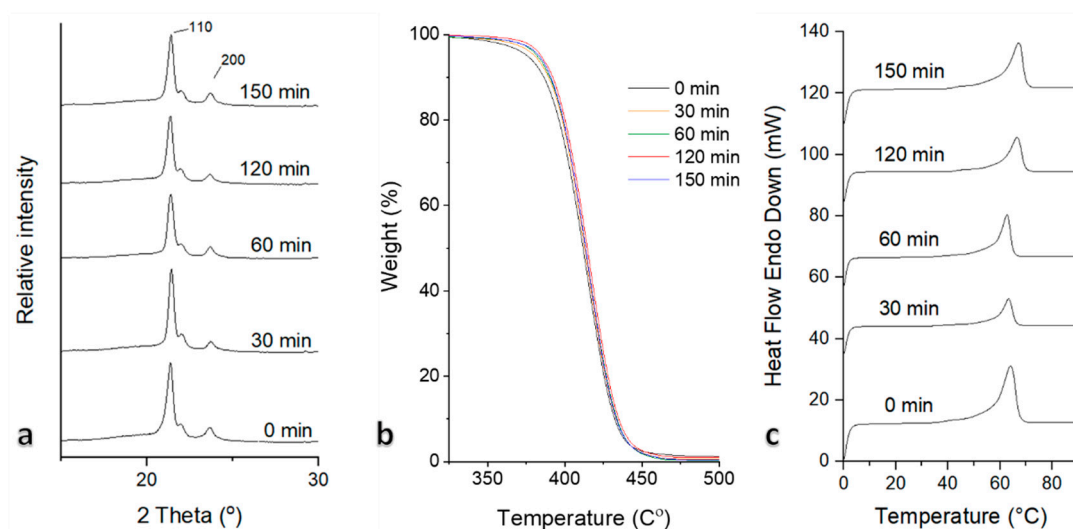 110
200
150 min
120 min
60 min
30 min
0 min
Relative intensity
20
30
2 Theta (º)
a
100
80
60
40
20
0
Weight (%)
0 min
30 min
60 min
120 min
150 min
350
400
450
500
Temperature (Cº)
b
140
120
100
80
60
40
20
0
Heat Flow Endo Down (mW)
150 min
120 min
60 min
30 min
0 min
0
20
40
60
80
Temperature (°C)
c